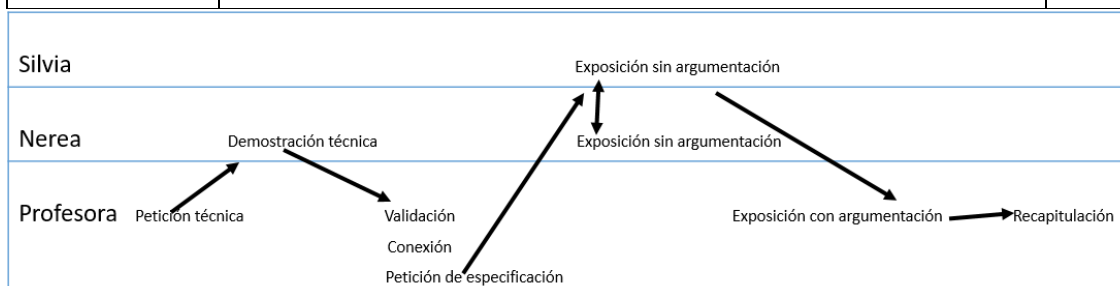 Silvia
Exposición sin argumentación
Nerea
Demostración técnica
Exposición sin argumentación
Profesora
Petición técnica
Validación
Exposición con argumentación
Recapitulación
Conexión
Petición de especificación